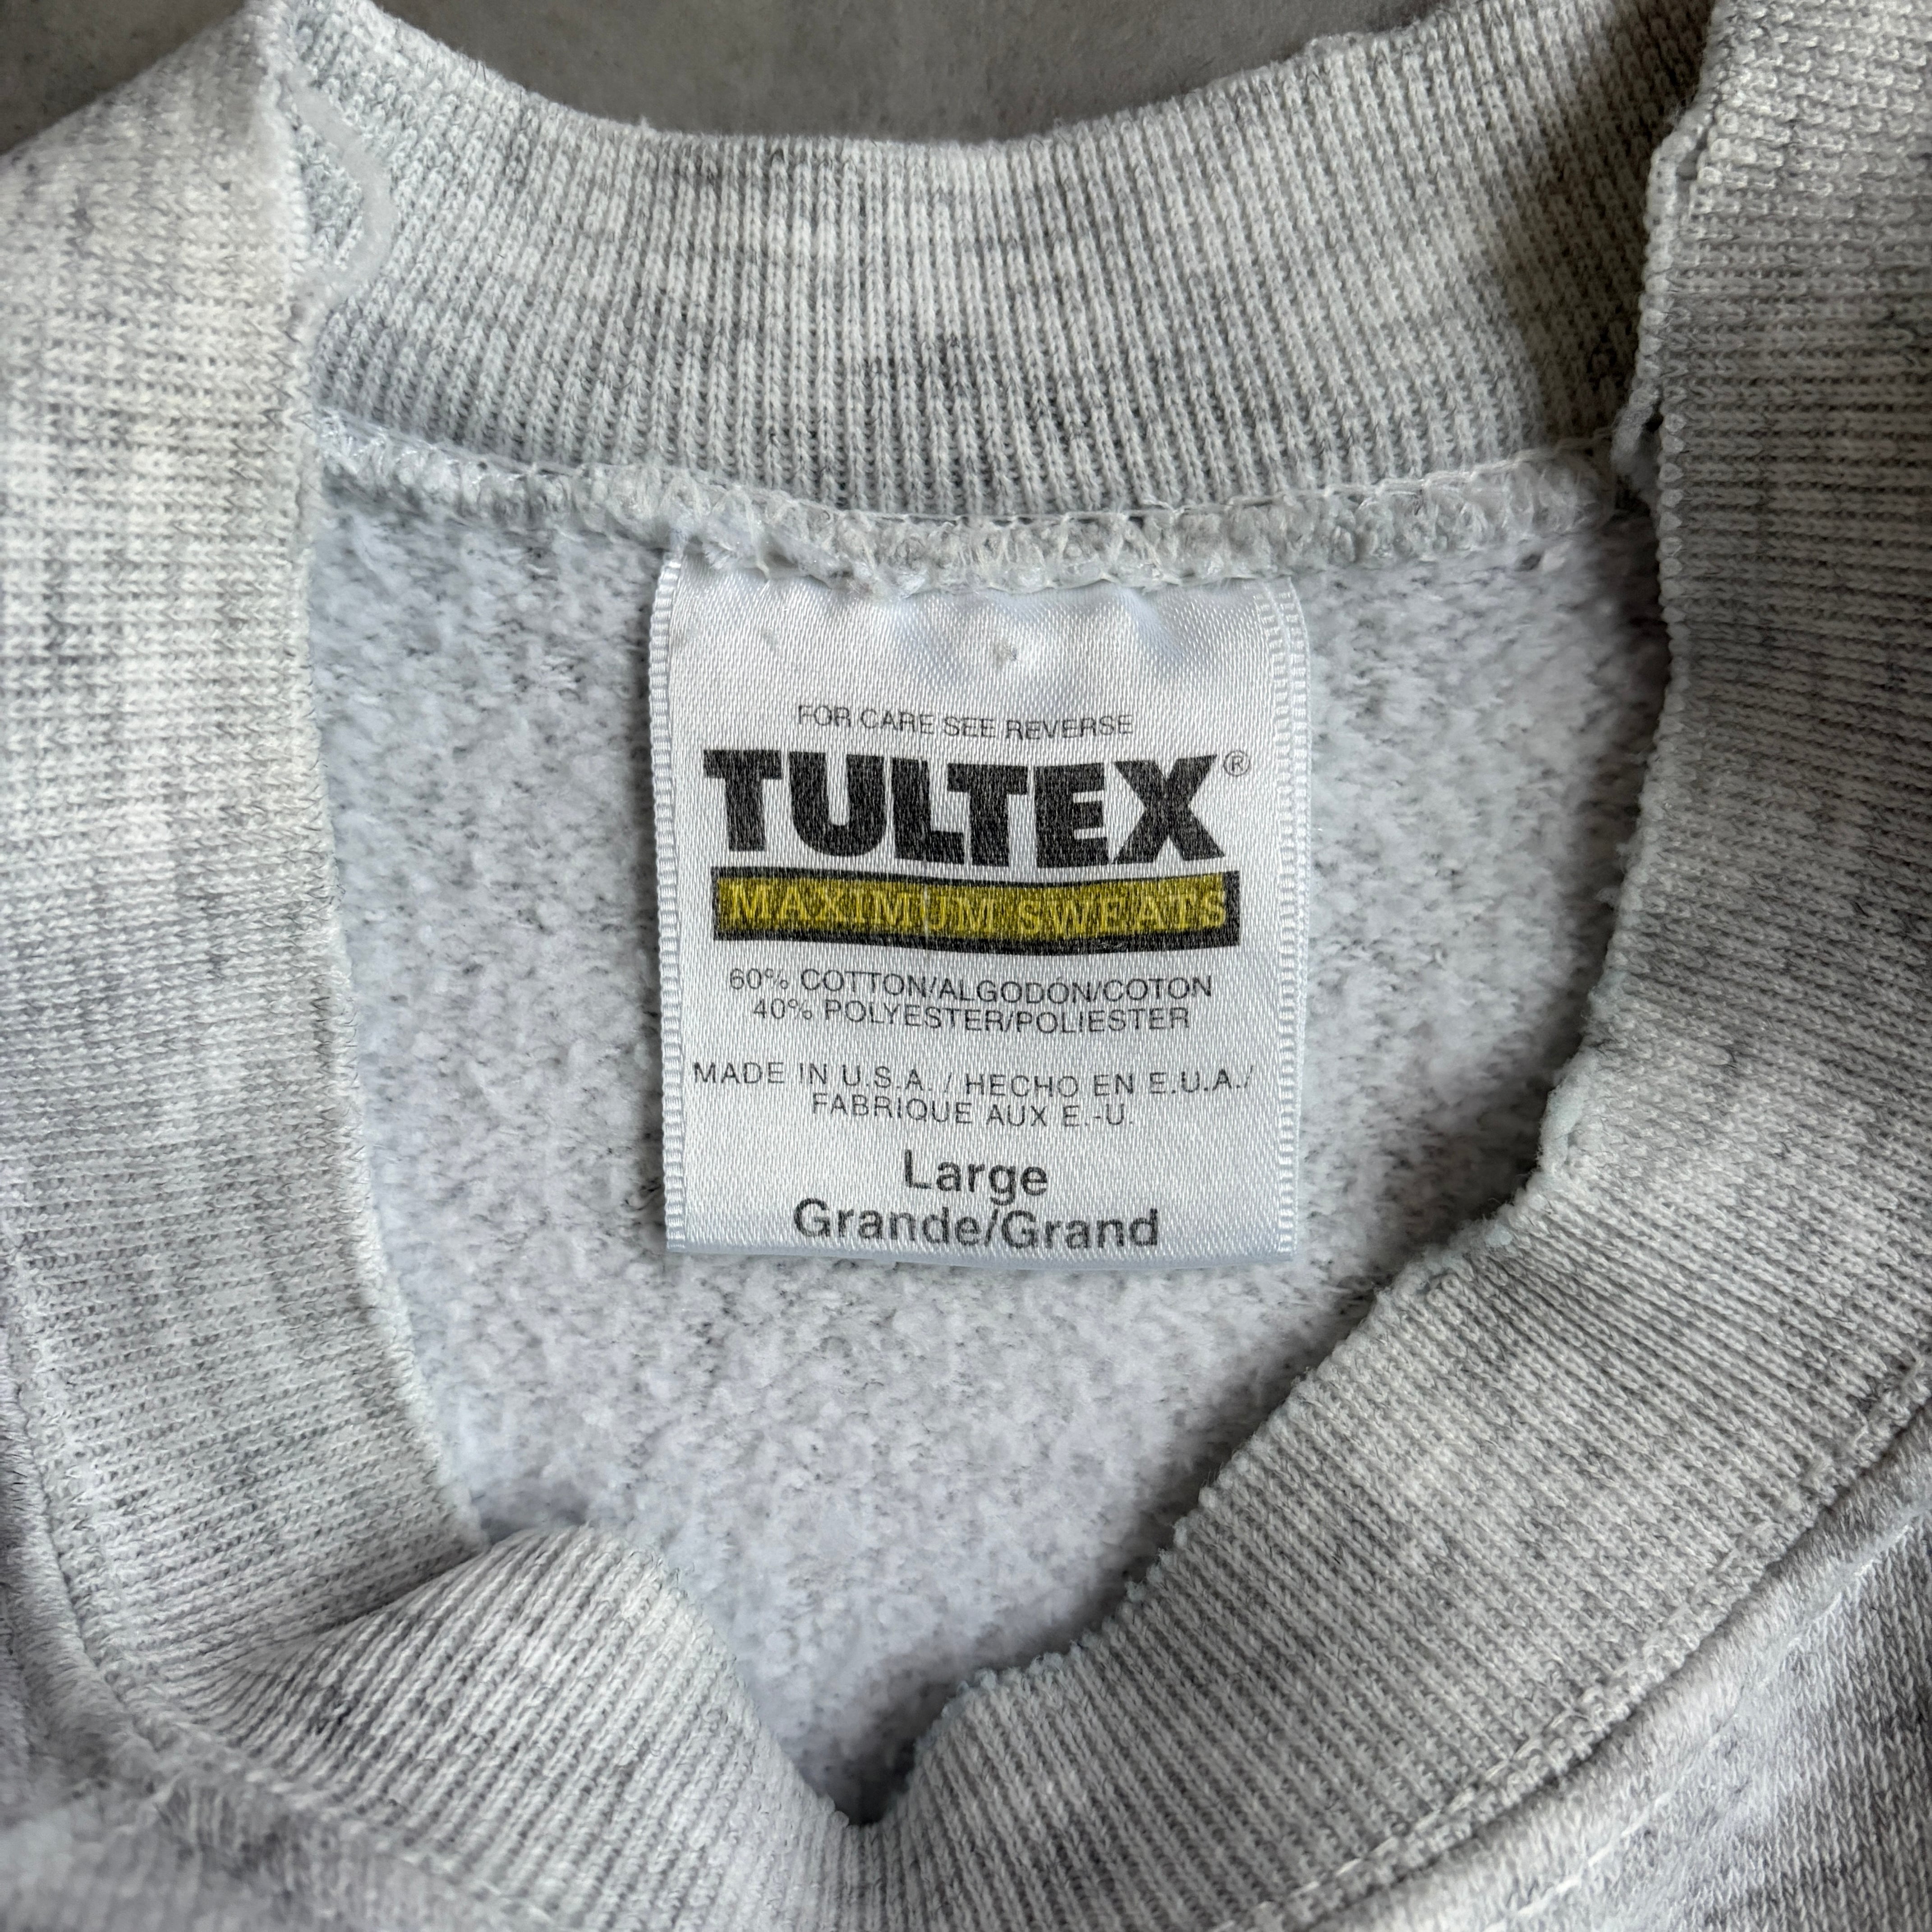 FOR CARE SEE REVERSE
TULTEX®
MAXIMUM SWEATS
60% COTTON/ALGODÓN/COTON
40% POLYESTER/POLIESTER
MADE IN U.S.A. / HECHO EN E.U.A./
FABRIQUE AUX E.-U.
Large
Grande/Grand